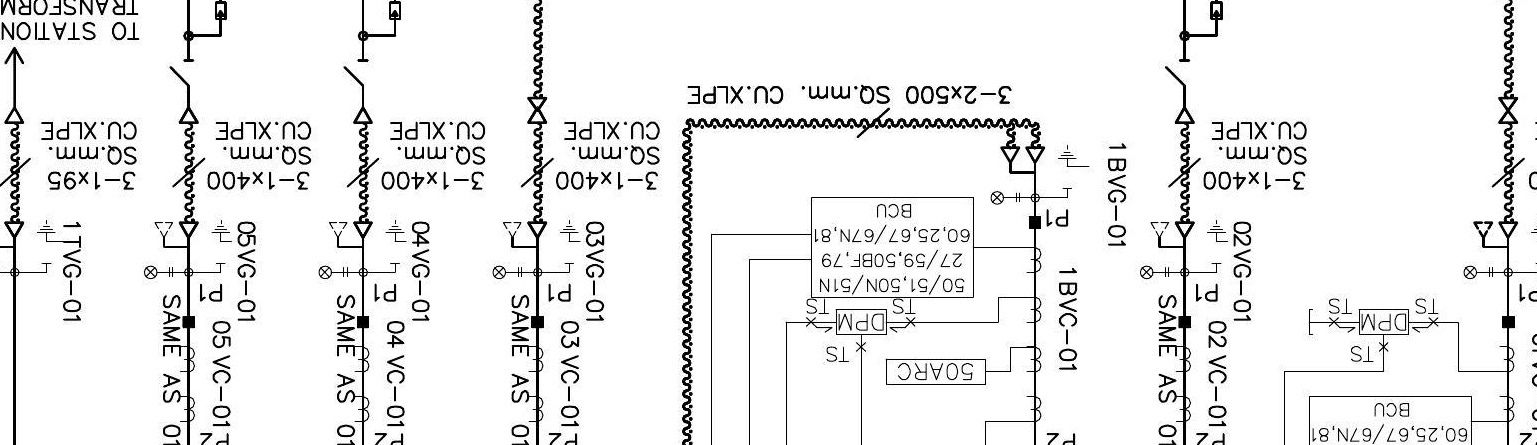 TO STATION
TRANSFORM
3-1x95
SQ.mm.
CU.XLPE
1TVG-01
3-1x400
SQ.mm.
CU.XLPE
05VG-01
P1
05 VC-01
SAME AS 01
3-1x400
SQ.mm.
CU.XLPE
04VG-01
P1
04 VC-01
SAME AS 01
3-1x400
SQ.mm.
CU.XLPE
03VG-01
P1
03 VC-01
SAME AS 01
3-2x500 SQ.mm. CU.XLPE
1BVG-01
P1
1BVC-01
50/51,50N/51N
27/59,50BF,79
60,25,67/67N,81
BCU
TS
DPM
TS
TS
50ARC
P2
3-1x400
SQ.mm.
CU.XLPE
02VG-01
P1
02 VC-01
SAME AS 01
TS
DPM
TS
TS
P1
60,25,67/67N,81
BCU